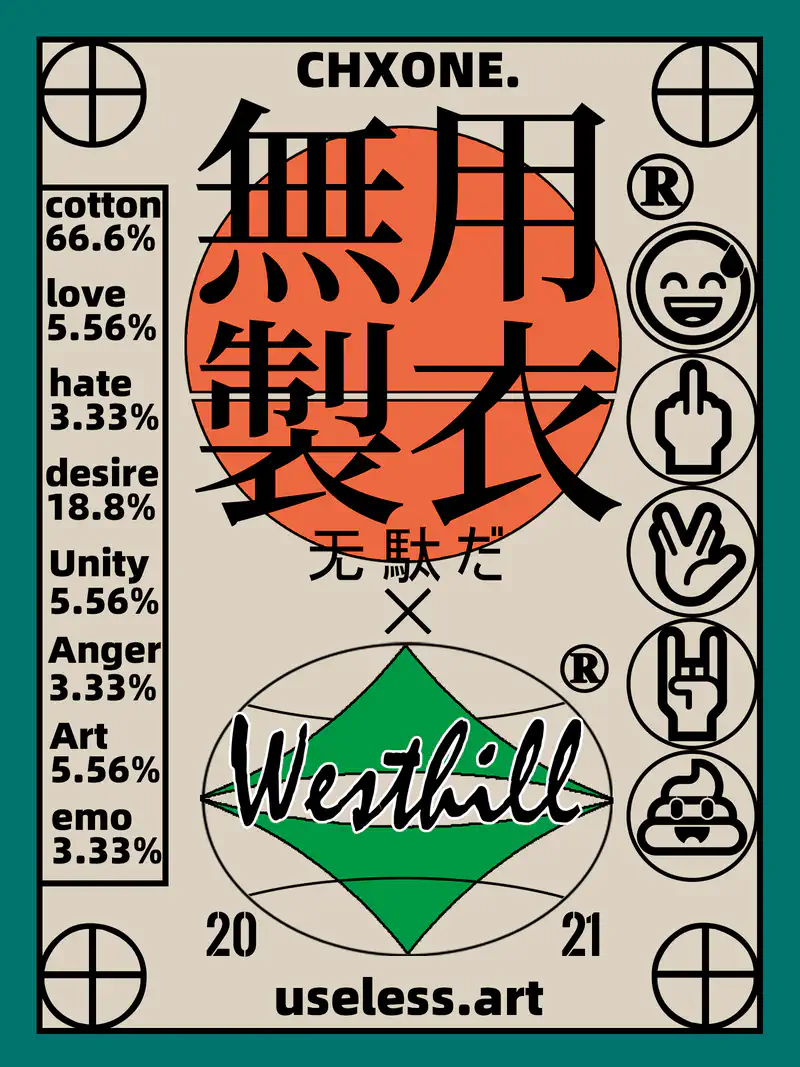 CHXONE.
無用
製衣
®
无駄だ
×
cotton
66.6%
love
5.56%
hate
3.33%
desire
18.8%
Unity
5.56%
Anger
3.33%
Art
5.56%
emo
3.33%
®
Westhill
20 21
useless.art